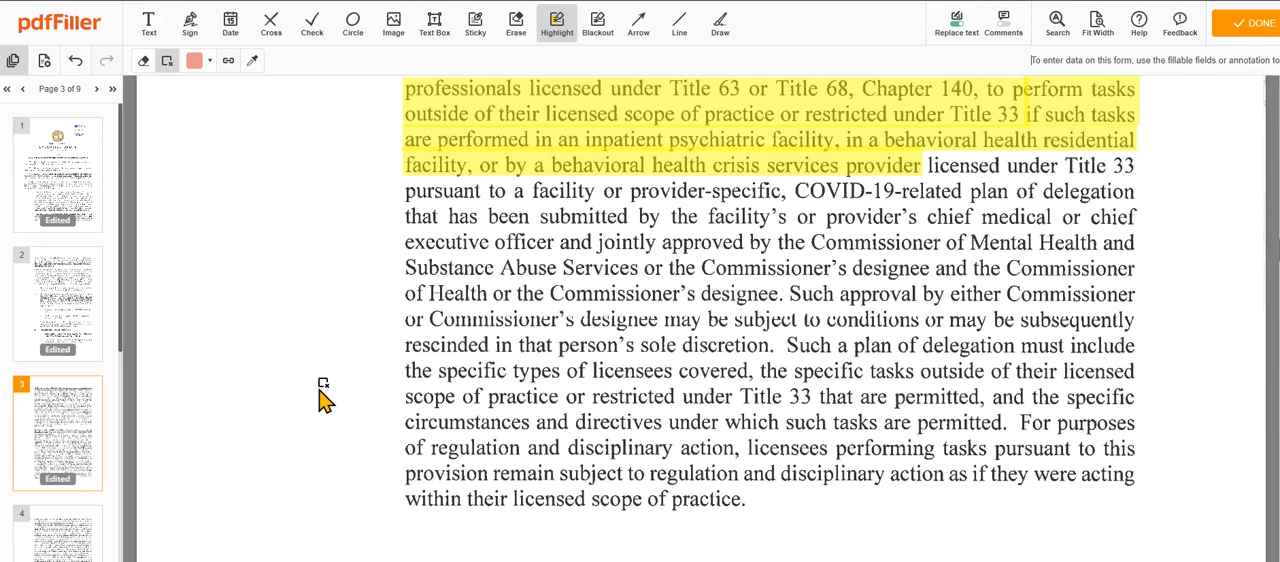 pdfFiller
Text Sign Date Cross Check Circle Image Text Box Sticky Erase Highlight Blackout Arrow Line Draw Replace text Comments Search Fit Width Help Feedback DONE
To enter data on this form, use the fillable fields or annotation to
Page 3 of 9
1
Edited
2
Edited
3
Edited
4
professionals licensed under Title 63 or Title 68, Chapter 140, to perform tasks
outside of their licensed scope of practice or restricted under Title 33 if such tasks
are performed in an inpatient psychiatric facility, in a behavioral health residential
facility, or by a behavioral health crisis services provider licensed under Title 33
pursuant to a facility or provider-specific, COVID-19-related plan of delegation
that has been submitted by the facility's or provider's chief medical or chief
executive officer and jointly approved by the Commissioner of Mental Health and
Substance Abuse Services or the Commissioner's designee and the Commissioner
of Health or the Commissioner's designee. Such approval by either Commissioner
or Commissioner's designee may be subject to conditions or may be subsequently
rescinded in that person's sole discretion. Such a plan of delegation must include
the specific types of licensees covered, the specific tasks outside of their licensed
scope of practice or restricted under Title 33 that are permitted, and the specific
circumstances and directives under which such tasks are permitted. For purposes
of regulation and disciplinary action, licensees performing tasks pursuant to this
provision remain subject to regulation and disciplinary action as if they were acting
within their licensed scope of practice.